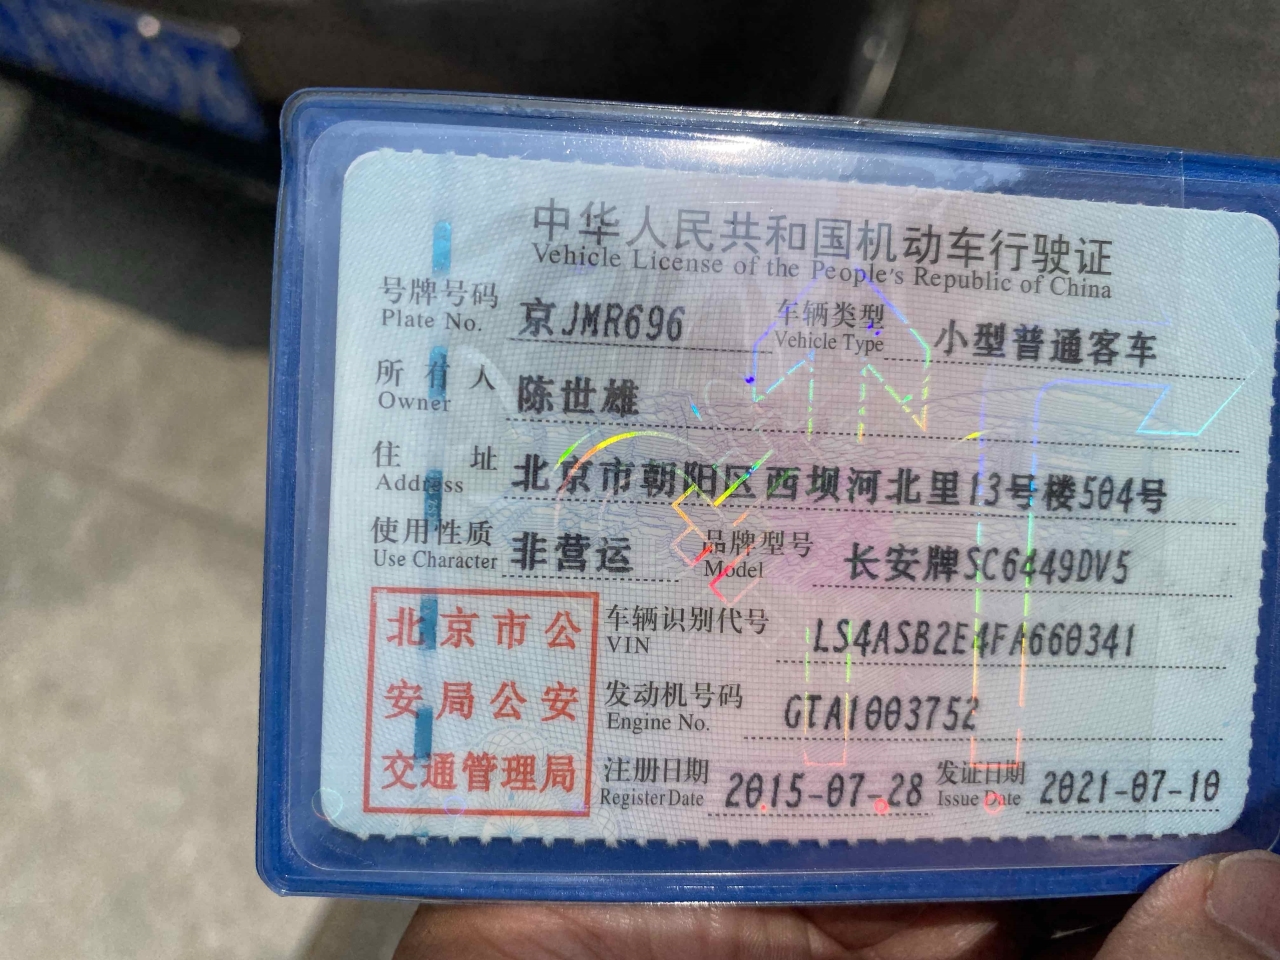 中华人民共和国机动车行驶证
Vehicle License of the People's Republic of China
号牌号码 京JMR696 车辆类型 小型普通客车
Plate No. Vehicle Type
所有人 陈世雄
Owner
住址 北京市朝阳区西坝河北里13号楼504号
Address
使用性质 非营运 品牌型号 长安牌SC6449DV5
Use Character Model
北京市公
安局公安
交通管理局
车辆识别代号 LS4ASB2E4FA660341
VIN
发动机号码 GTA1003752
Engine No.
注册日期 2015-07-28 发证日期 2021-07-10
Register Date Issue Date